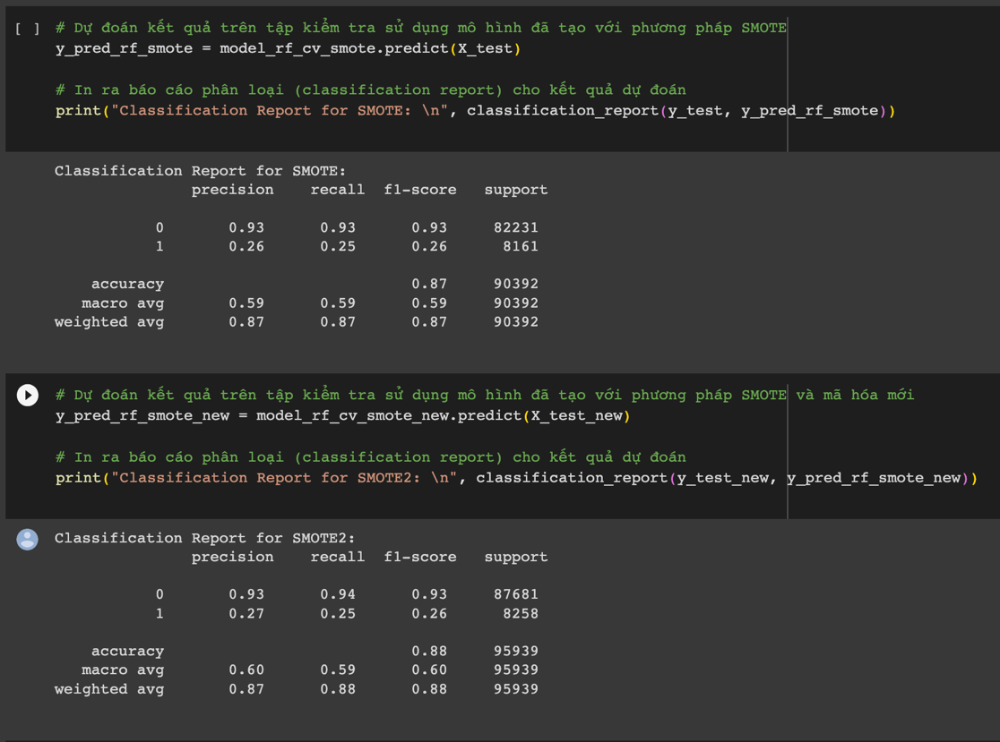 [ ] # Dự đoán kết quả trên tập kiểm tra sử dụng mô hình đã tạo với phương pháp SMOTE
y_pred_rf_smote = model_rf_cv_smote.predict(X_test)
# In ra báo cáo phân loại (classification report) cho kết quả dự đoán
print("Classification Report for SMOTE: \n", classification_report(y_test, y_pred_rf_smote))
Classification Report for SMOTE:
precision recall f1-score support
0 0.93 0.93 0.93 82231
1 0.26 0.25 0.26 8161
accuracy 0.87 90392
macro avg 0.59 0.59 0.59 90392
weighted avg 0.87 0.87 0.87 90392
# Dự đoán kết quả trên tập kiểm tra sử dụng mô hình đã tạo với phương pháp SMOTE và mã hóa mới
y_pred_rf_smote_new = model_rf_cv_smote_new.predict(X_test_new)
# In ra báo cáo phân loại (classification report) cho kết quả dự đoán
print("Classification Report for SMOTE2: \n", classification_report(y_test_new, y_pred_rf_smote_new))
Classification Report for SMOTE2:
precision recall f1-score support
0 0.93 0.94 0.93 87681
1 0.27 0.25 0.26 8258
accuracy 0.88 95939
macro avg 0.60 0.59 0.60 95939
weighted avg 0.87 0.88 0.88 95939